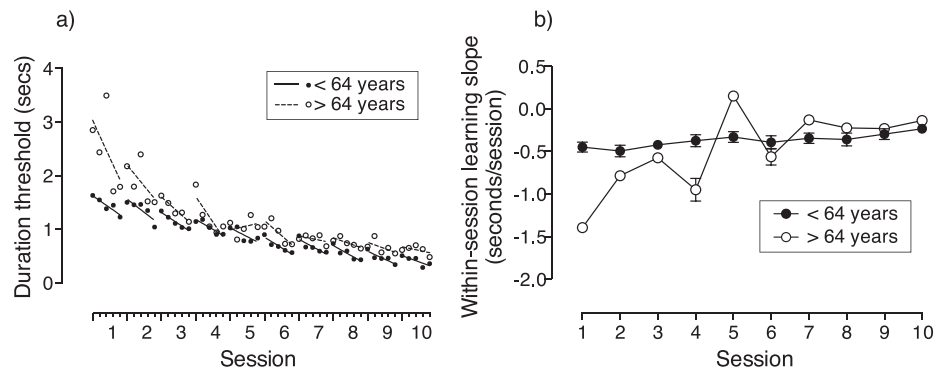 a)
Duration threshold (secs)
4
3
2
1
0
< 64 years
> 64 years
1 2 3 4 5 6 7 8 9 10
Session
b)
Within-session learning slope
(seconds/session)
0.5
0.0
-0.5
-1.0
-1.5
-2.0
< 64 years
> 64 years
1 2 3 4 5 6 7 8 9 10
Session